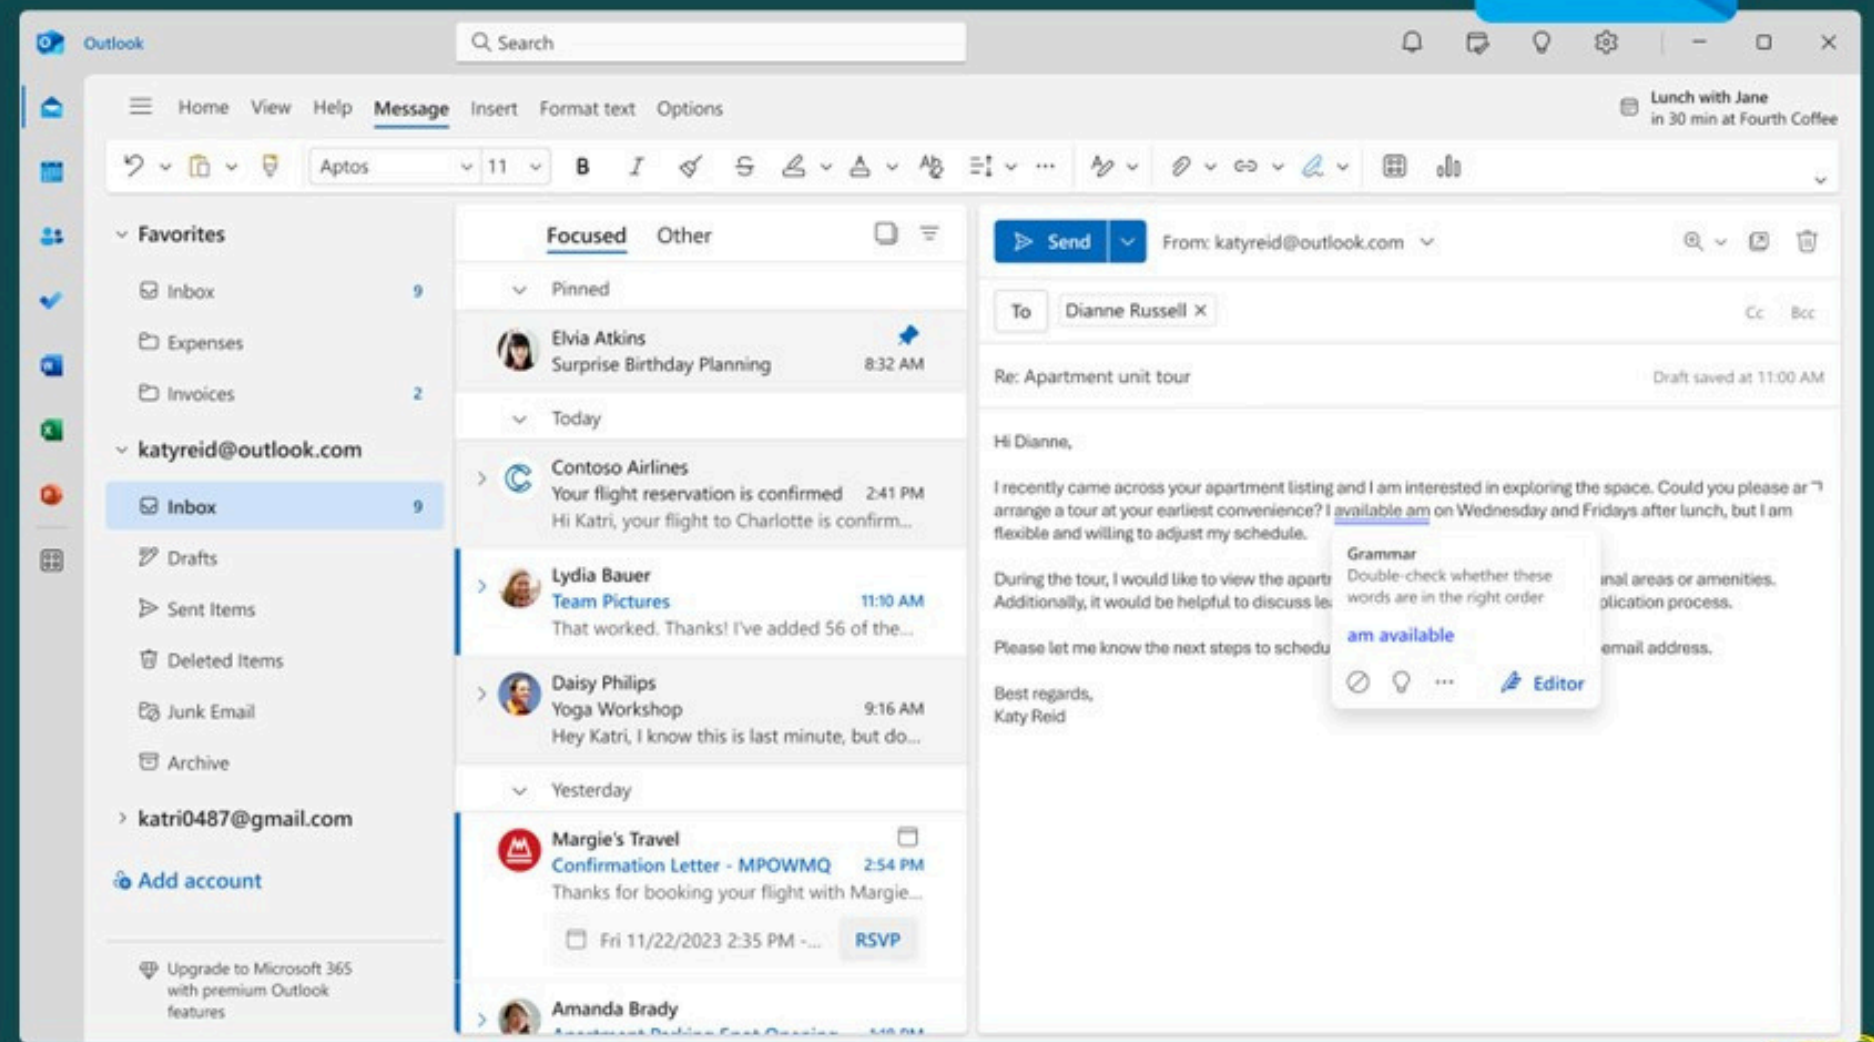 Outlook
Search
Home View Help Message Insert Format text Options
Lunch with Jane
in 30 min at Fourth Coffee
Aptos 11 B I
Favorites
Inbox 9
Expenses
Invoices 2
katyreid@outlook.com
Inbox 9
Drafts
Sent Items
Deleted Items
Junk Email
Archive
katri0487@gmail.com
Add account
Upgrade to Microsoft 365
with premium Outlook
features
Focused Other
Pinned
Elvia Atkins
Surprise Birthday Planning 8:32 AM
Today
Contoso Airlines
Your flight reservation is confirmed 2:41 PM
Hi Katri, your flight to Charlotte is confirm...
Lydia Bauer
Team Pictures 11:10 AM
That worked. Thanks! I've added 56 of the...
Daisy Philips
Yoga Workshop 9:16 AM
Hey Katri, I know this is last minute, but do...
Yesterday
Margie's Travel
Confirmation Letter - MPOWMQ 2:54 PM
Thanks for booking your flight with Margie...
Fri 11/22/2023 2:35 PM -... RSVP
Amanda Brady
Apartment Parking Spot Opening
Send From: katyreid@outlook.com
To Dianne Russell × Cc Bcc
Re: Apartment unit tour Draft saved at 11:00 AM
Hi Dianne,
I recently came across your apartment listing and I am interested in exploring the space. Could you please ar
arrange a tour at your earliest convenience? I available am on Wednesday and Fridays after lunch, but I am
flexible and willing to adjust my schedule.
During the tour, I would like to view the apart nal areas or amenities.
Additionally, it would be helpful to discuss lea plication process.
Please let me know the next steps to schedu email address.
Best regards,
Katy Reid
Grammar
Double-check whether these
words are in the right order
am available
Editor